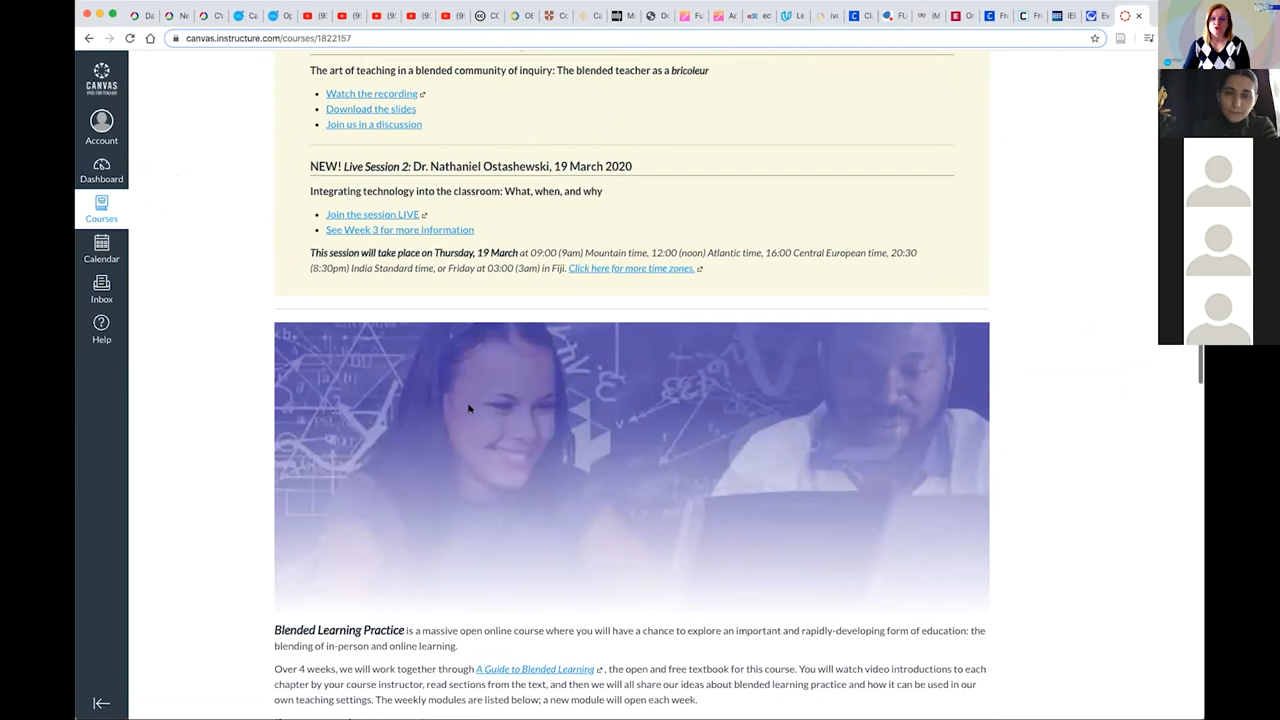 canvas.instructure.com/courses/1822157
CANVAS
FREE FOR TEACHER
Account
Dashboard
Courses
Calendar
Inbox
Help
The art of teaching in a blended community of inquiry: The blended teacher as a bricoleur
Watch the recording
Download the slides
Join us in a discussion
NEW! Live Session 2: Dr. Nathaniel Ostashewski, 19 March 2020
Integrating technology into the classroom: What, when, and why
Join the session LIVE
See Week 3 for more information
This session will take place on Thursday, 19 March at 09:00 (9am) Mountain time, 12:00 (noon) Atlantic time, 16:00 Central European time, 20:30
(8:30pm) India Standard time, or Friday at 03:00 (3am) in Fiji. Click here for more time zones.
Blended Learning Practice is a massive open online course where you will have a chance to explore an important and rapidly-developing form of education: the
blending of in-person and online learning.
Over 4 weeks, we will work together through A Guide to Blended Learning , the open and free textbook for this course. You will watch video introductions to each
chapter by your course instructor, read sections from the text, and then we will all share our ideas about blended learning practice and how it can be used in our
own teaching settings. The weekly modules are listed below; a new module will open each week.